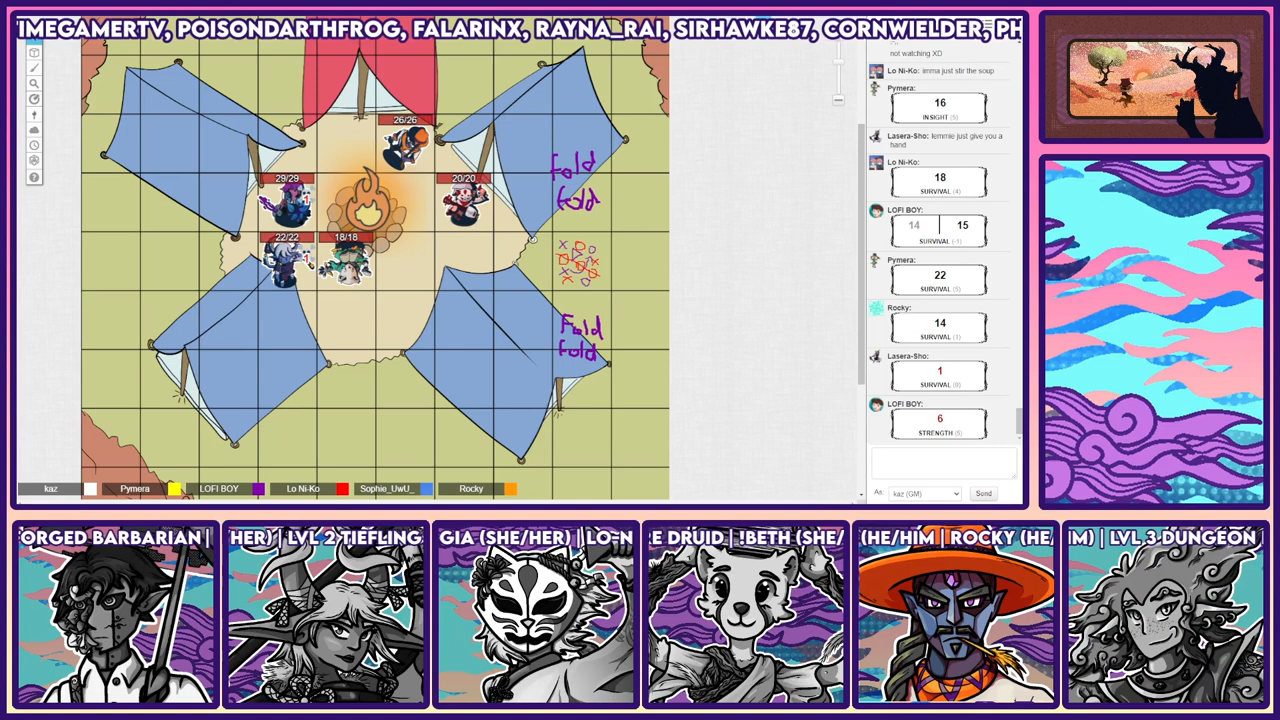 IMEGAMERTV, POISONDARTHFROG, FALARINX, RAYNA_RAI, SIRHAWKE87, CORNWIELDER, PH
26/26
29/29
20/20
22/22
18/18
fold
fold
Fold
fold
not watching XD
Lo Ni-Ko: imma just stir the soup
Pymera:
16
INSIGHT (5)
Lasera-Sho: lemmie just give you a
hand
Lo Ni-Ko:
18
SURVIVAL (4)
LOFI BOY:
14 15
SURVIVAL (-1)
Pymera:
22
SURVIVAL (5)
Rocky:
14
SURVIVAL (1)
Lasera-Sho:
1
SURVIVAL (0)
LOFI BOY:
6
STRENGTH (5)
As: kaz (GM) Send
kaz Pymera LOFI BOY Lo Ni-Ko Sophie_UwU_ Rocky
ORGED BARBARIAN |
HER) | LVL 2 TIEFLING
GIA (SHE/HER) | LO-N
E DRUID | !BETH (SHE/
(HE/HIM | ROCKY (HE/
IM) | LVL 3 DUNGEON